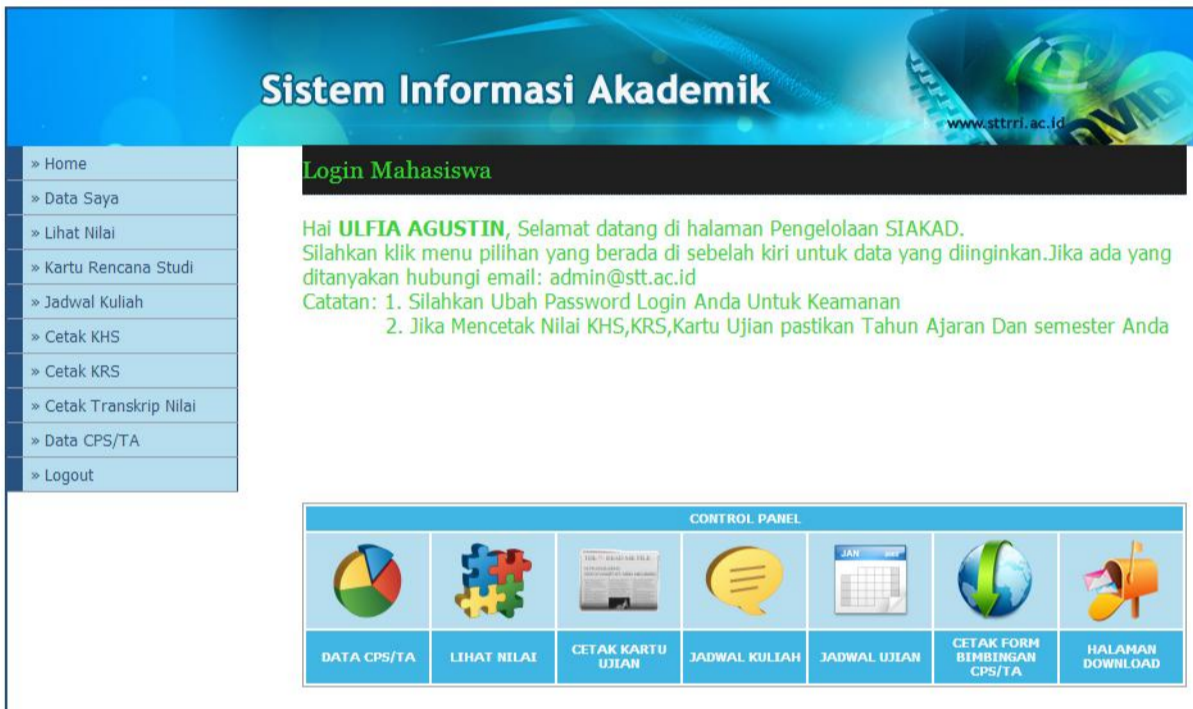 Sistem Informasi Akademik
www.sttrri.ac.id
» Home
» Data Saya
» Lihat Nilai
» Kartu Rencana Studi
» Jadwal Kuliah
» Cetak KHS
» Cetak KRS
» Cetak Transkrip Nilai
» Data CPS/TA
» Logout
Login Mahasiswa
Hai ULFIA AGUSTIN, Selamat datang di halaman Pengelolaan SIAKAD.
Silahkan klik menu pilihan yang berada di sebelah kiri untuk data yang diinginkan.Jika ada yang
ditanyakan hubungi email: admin@stt.ac.id
Catatan: 1. Silahkan Ubah Password Login Anda Untuk Keamanan
2. Jika Mencetak Nilai KHS,KRS,Kartu Ujian pastikan Tahun Ajaran Dan semester Anda
CONTROL PANEL
JAN
DATA CPS/TA
LIHAT NILAI
CETAK KARTU
UJIAN
JADWAL KULIAH
JADWAL UJIAN
CETAK FORM
BIMBINGAN
CPS/TA
HALAMAN
DOWNLOAD